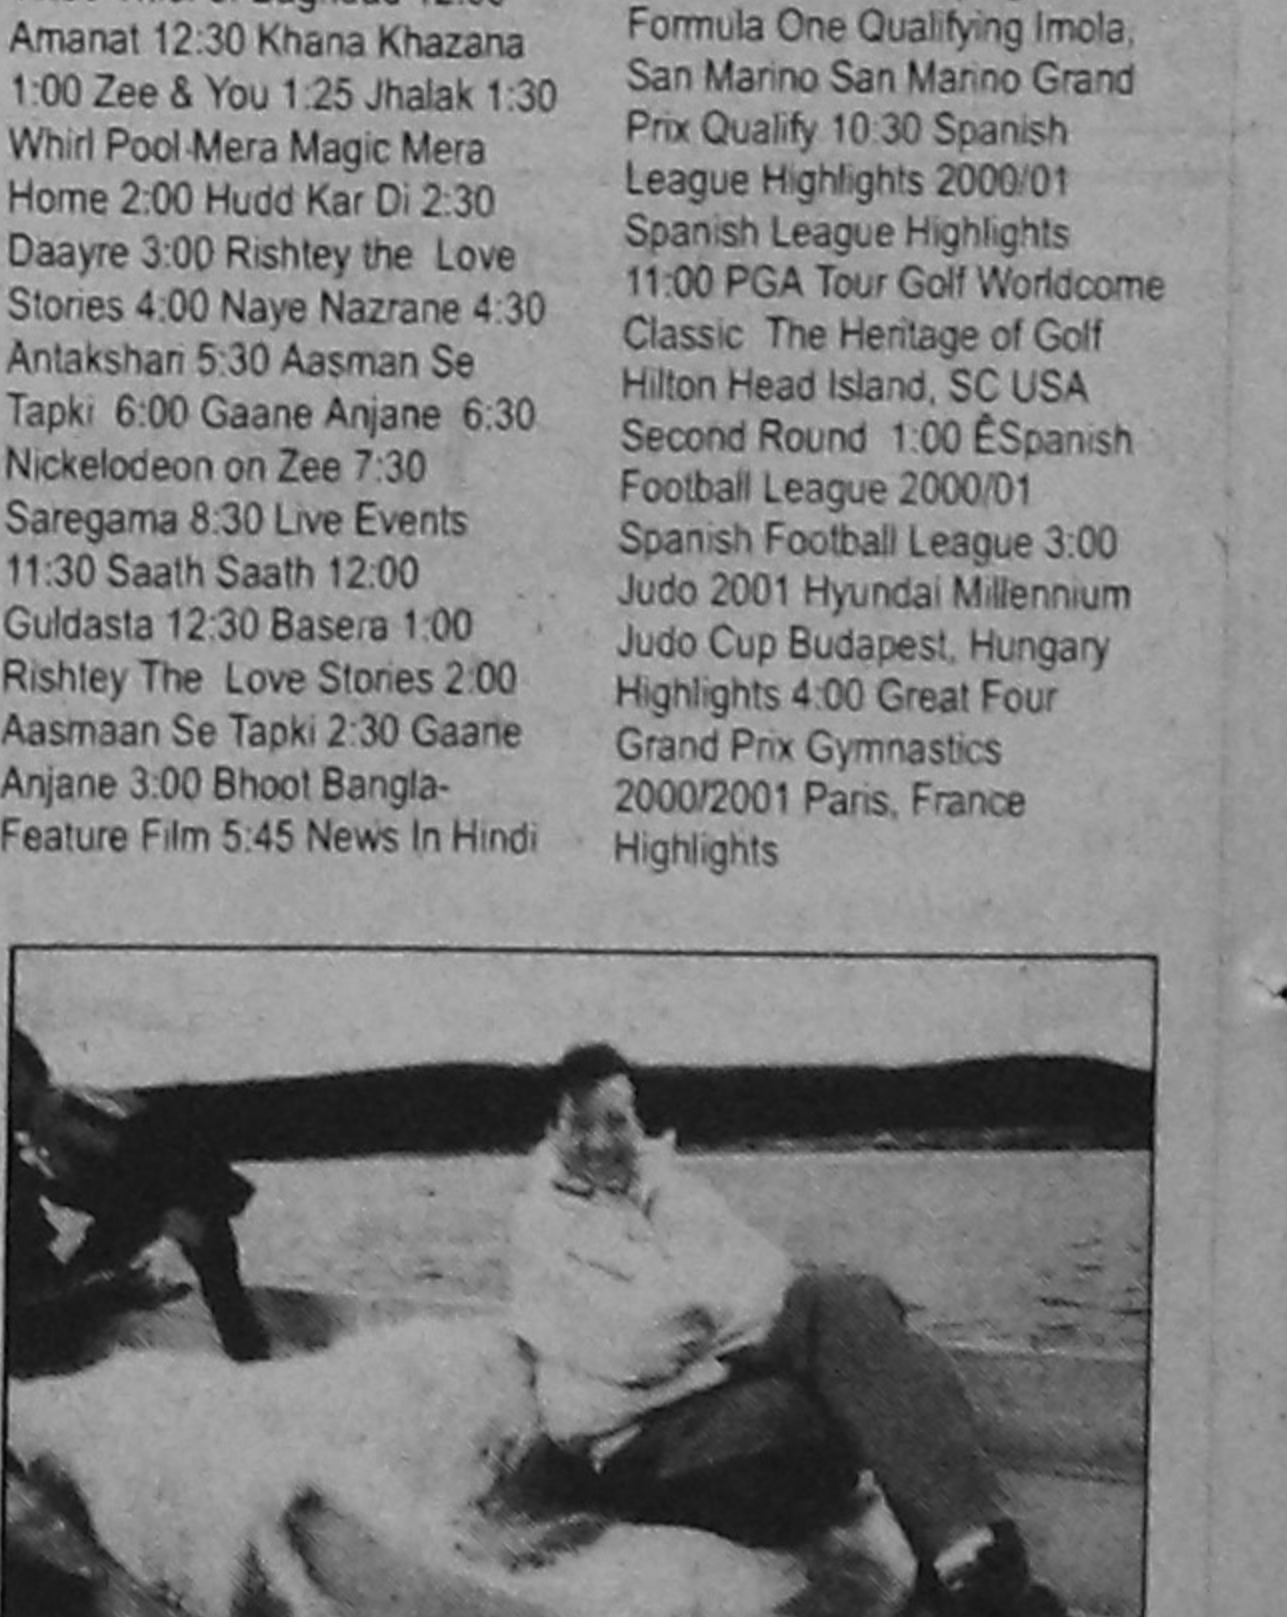 Amanat 12:30 Khana Khazana
1:00 Zee & You 1:25 Jhalak 1:30
Whirl Pool-Mera Magic Mera
Home 2:00 Hudd Kar Di 2:30
Daayre 3:00 Rishtey the Love
Stories 4:00 Naye Nazrane 4:30
Antakshari 5:30 Aasman Se
Tapki 6:00 Gaane Anjane 6:30
Nickelodeon on Zee 7:30
Saregama 8:30 Live Events
11:30 Saath Saath 12:00
Guldasta 12:30 Basera 1:00
Rishtey The Love Stories 2:00
Aasmaan Se Tapki 2:30 Gaane
Anjane 3:00 Bhoot Bangla-
Feature Film 5:45 News In Hindi
Formula One Qualifying Imola,
San Marino San Marino Grand
Prix Qualify 10:30 Spanish
League Highlights 2000/01
Spanish League Highlights
11:00 PGA Tour Golf Worldcome
Classic The Heritage of Golf
Hilton Head Island, SC USA
Second Round 1:00 ÊSpanish
Football League 2000/01
Spanish Football League 3:00
Judo 2001 Hyundai Millennium
Judo Cup Budapest, Hungary
Highlights 4:00 Great Four
Grand Prix Gymnastics
2000/2001 Paris, France
Highlights